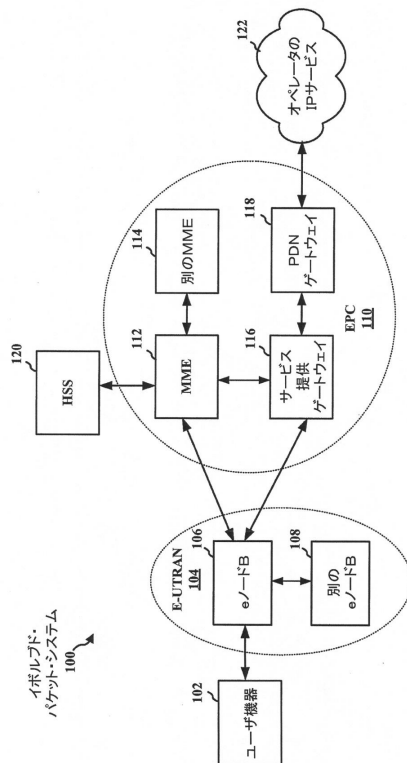 イボルブド・
パケット・システム
100
102
ユーザ機器
E-UTRAN
104
106
eノードB
108
別の
eノードB
120
HSS
112
MME
114
別のMME
116
サービス
提供
ゲートウェイ
118
PDN
ゲートウェイ
EPC
110
122
オペレータの
IPサービス